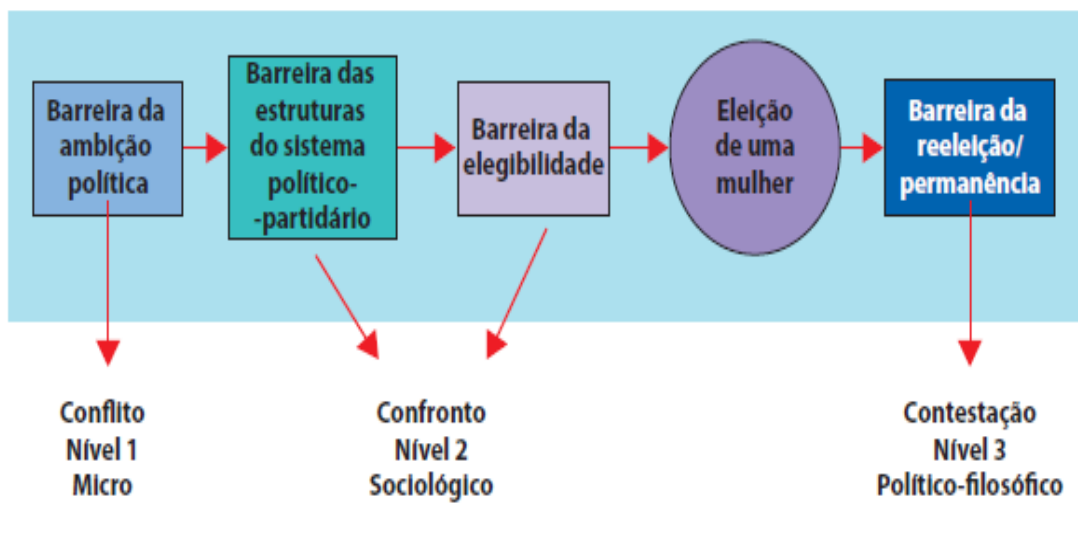 Barreira da
ambição
política
Barreira das
estruturas
do sistema
político-
-partidário
Barreira da
elegibilidade
Eleição
de uma
mulher
Barreira da
reeleição/
permanência
Conflito
Nível 1
Micro
Confronto
Nível 2
Sociológico
Contestação
Nível 3
Político-filosófico